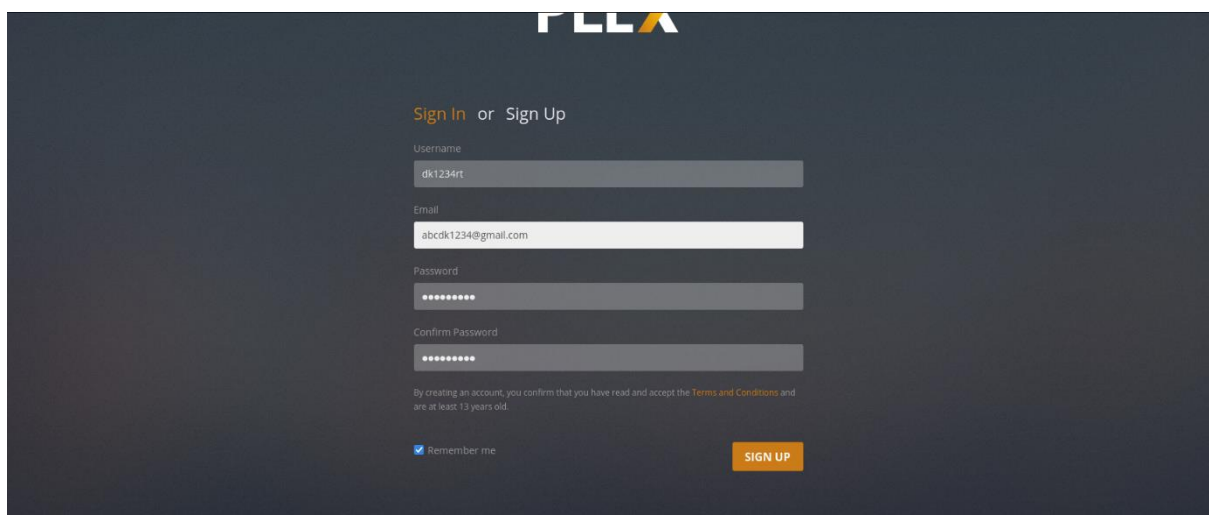 PLEX
Sign In or Sign Up
Username
dk1234rt
Email
abcdk1234@gmail.com
Password
•••••••••
Confirm Password
•••••••••
By creating an account, you confirm that you have read and accept the Terms and Conditions and
are at least 13 years old.
Remember me
SIGN UP